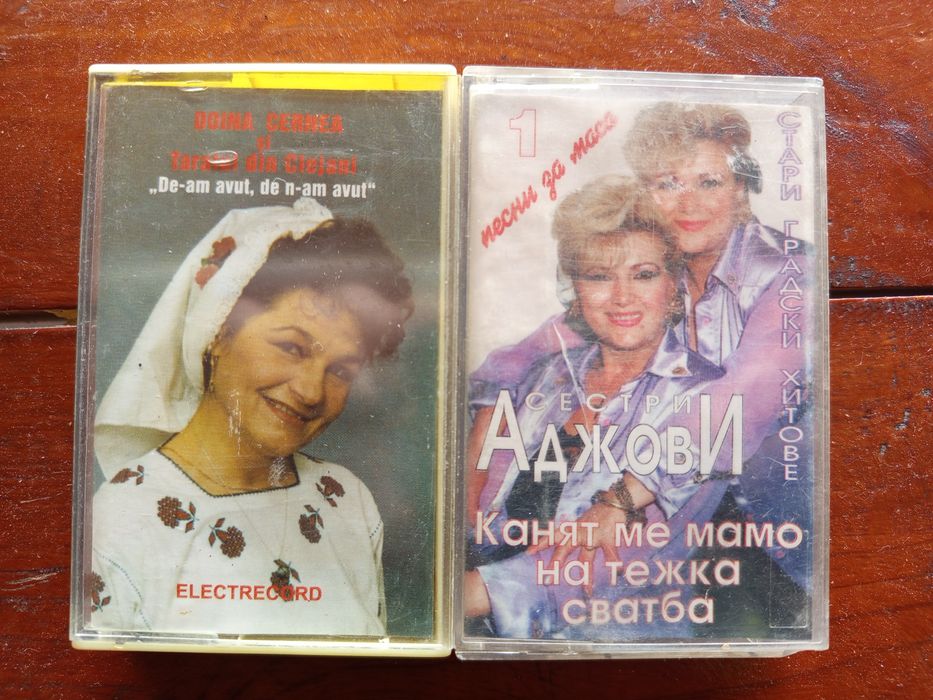 DOINA CERNEA
și
Taraful din Clejani
„De-am avut, de n-am avut“
ELECTRECORD
1
песни за маса
СТАРИ ГРАДСКИ ХИТОВЕ
СЕСТРИ
АДЖОВИ
Канят ме мамо
на тежка
сватба